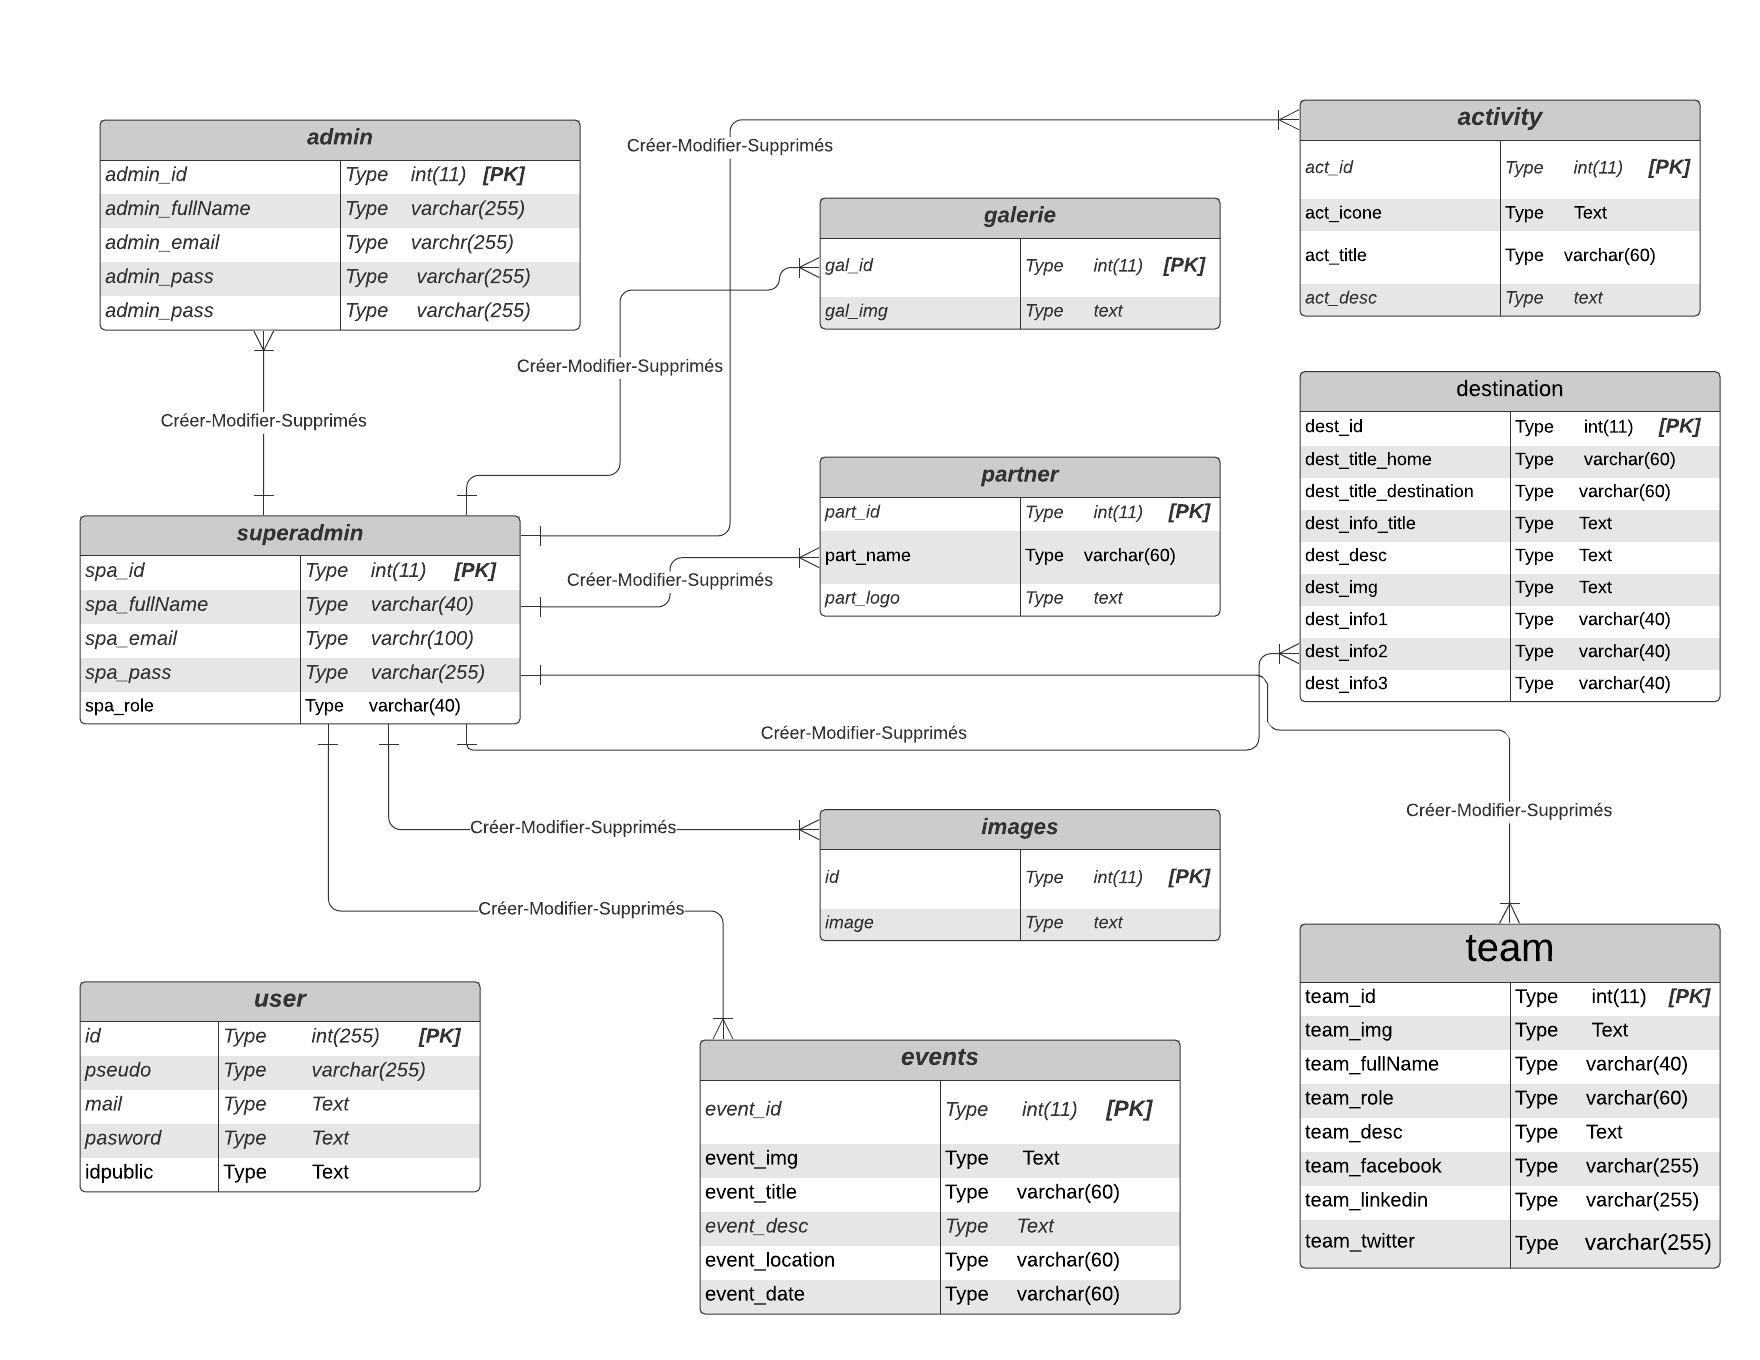 admin
admin_id Type int(11) [PK]
admin_fullName Type varchar(255)
admin_email Type varchr(255)
admin_pass Type varchar(255)
admin_pass Type varchar(255)
Créer-Modifier-Supprimés
activity
act_id Type int(11) [PK]
act_icone Type Text
act_title Type varchar(60)
act_desc Type text
galerie
gal_id Type int(11) [PK]
gal_img Type text
Créer-Modifier-Supprimés
Créer-Modifier-Supprimés
destination
dest_id Type int(11) [PK]
dest_title_home Type varchar(60)
dest_title_destination Type varchar(60)
dest_info_title Type Text
dest_desc Type Text
dest_img Type Text
dest_info1 Type varchar(40)
dest_info2 Type varchar(40)
dest_info3 Type varchar(40)
partner
part_id Type int(11) [PK]
part_name Type varchar(60)
part_logo Type text
Créer-Modifier-Supprimés
superadmin
spa_id Type int(11) [PK]
spa_fullName Type varchar(40)
spa_email Type varchr(100)
spa_pass Type varchar(255)
spa_role Type varchar(40)
Créer-Modifier-Supprimés
Créer-Modifier-Supprimés
Créer-Modifier-Supprimés
images
id Type int(11) [PK]
image Type text
Créer-Modifier-Supprimés
team
team_id Type int(11) [PK]
team_img Type Text
team_fullName Type varchar(40)
team_role Type varchar(60)
team_desc Type Text
team_facebook Type varchar(255)
team_linkedin Type varchar(255)
team_twitter Type varchar(255)
user
id Type int(255) [PK]
pseudo Type varchar(255)
mail Type Text
pasword Type Text
idpublic Type Text
events
event_id Type int(11) [PK]
event_img Type Text
event_title Type varchar(60)
event_desc Type Text
event_location Type varchar(60)
event_date Type varchar(60)